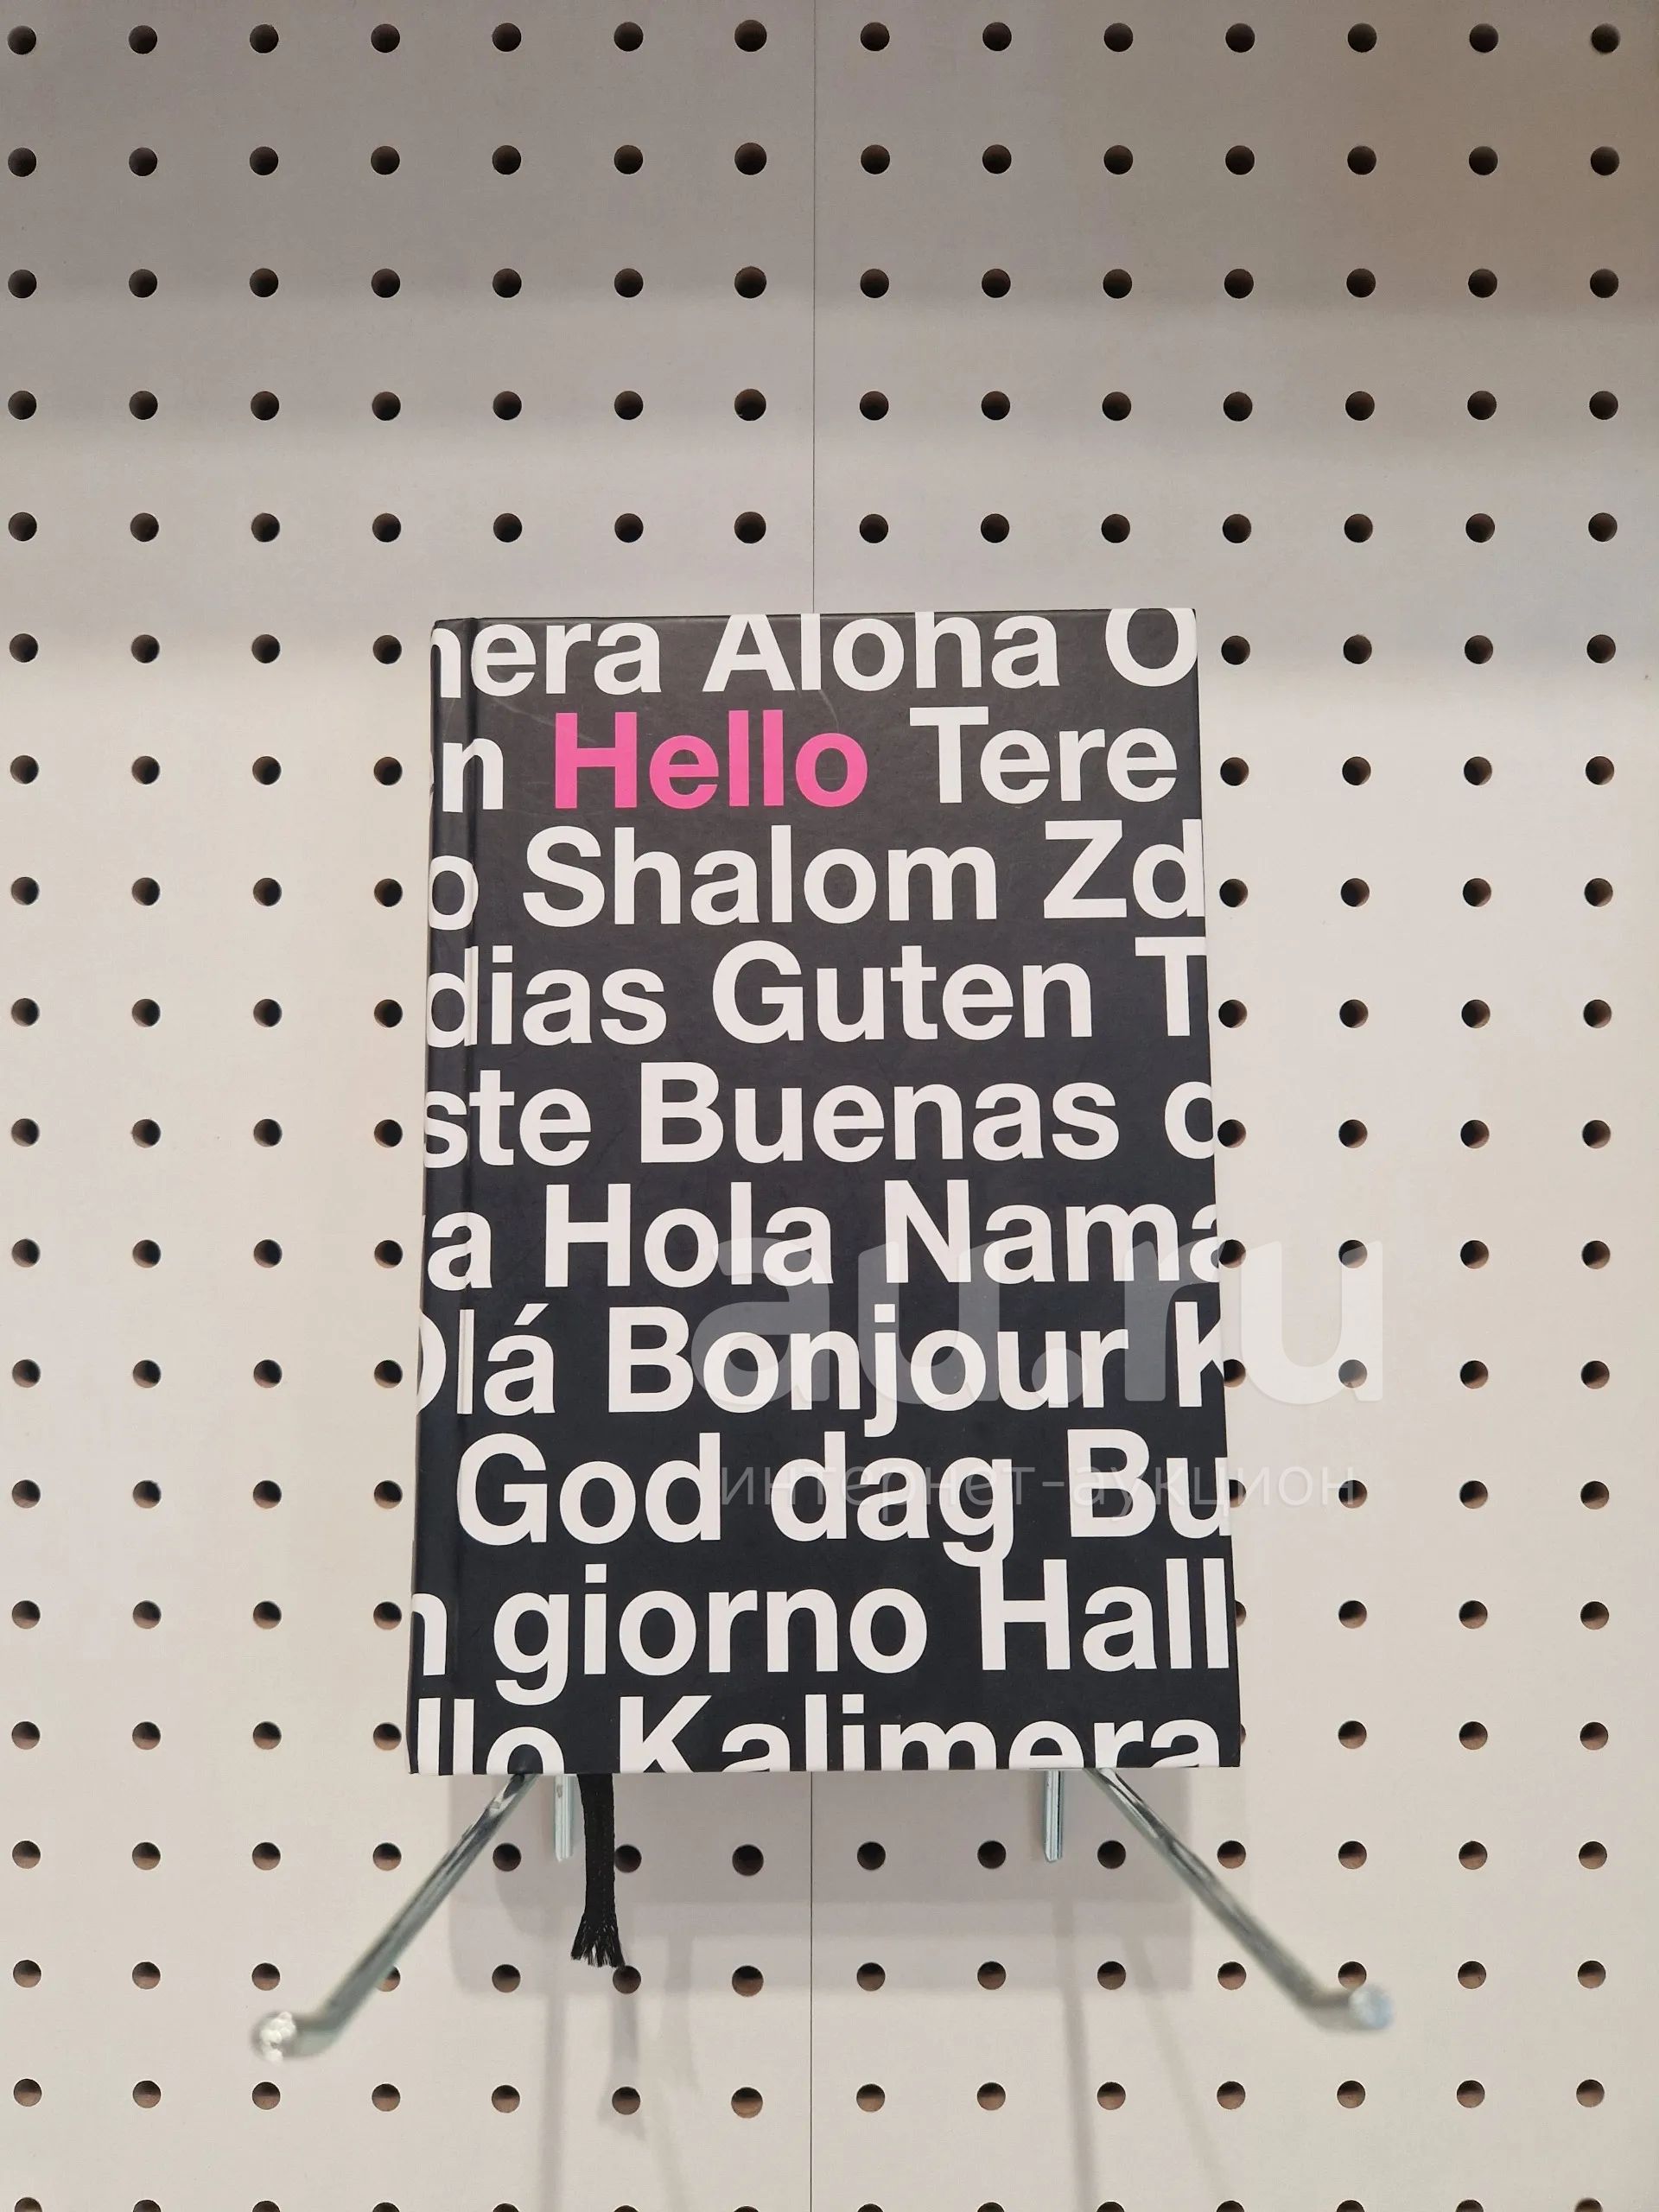 nera Aloha O
n Hello Tere
o Shalom Zd
dias Guten T
ste Buenas d
a Hola Nama
Olá Bonjour K
God dag Bu
n giorno Hall
llo Kalimera
au.ru
интернет-аукцион